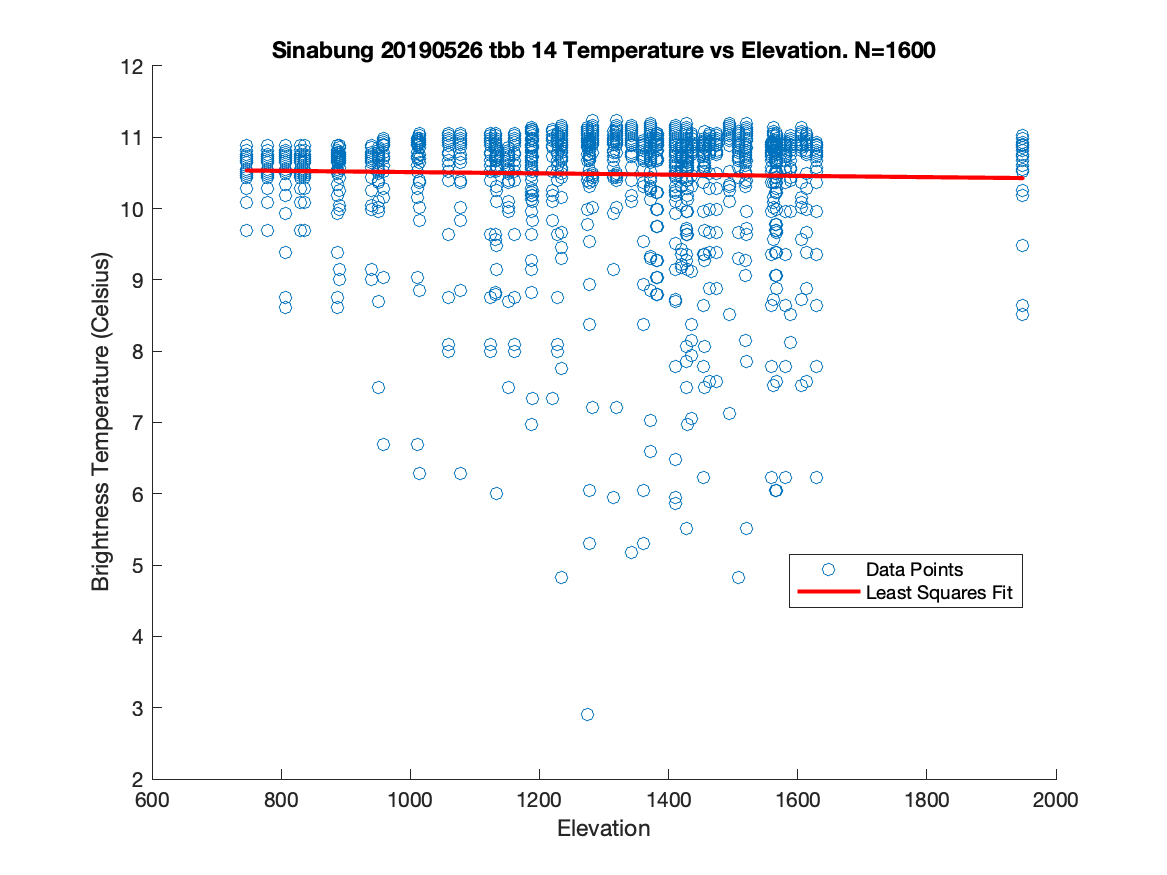 Sinabung 20190526 tbb 14 Temperature vs Elevation. N=1600
12
11
10
9
8
7
6
5
4
3
2
Brightness Temperature (Celsius)
Data Points
Least Squares Fit
600 800 1000 1200 1400 1600 1800 2000
Elevation